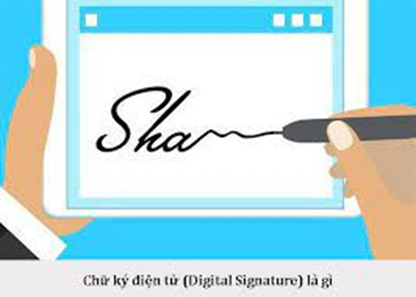 Sha
Chữ ký điện tử (Digital Signature) là gì